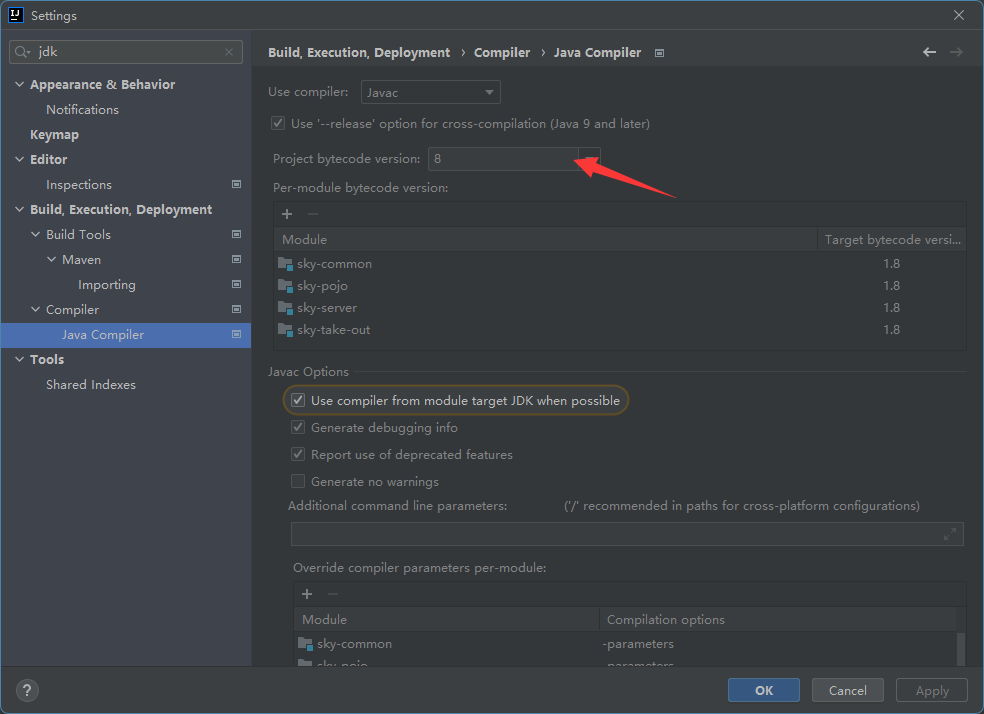 Settings
jdk
Appearance & Behavior
Notifications
Keymap
Editor
Inspections
Build, Execution, Deployment
Build Tools
Maven
Importing
Compiler
Java Compiler
Tools
Shared Indexes
Build, Execution, Deployment › Compiler › Java Compiler
Use compiler: Javac
Use '--release' option for cross-compilation (Java 9 and later)
Project bytecode version: 8
Per-module bytecode version:
Module Target bytecode versi...
sky-common 1.8
sky-pojo 1.8
sky-server 1.8
sky-take-out 1.8
Javac Options
Use compiler from module target JDK when possible
Generate debugging info
Report use of deprecated features
Generate no warnings
Additional command line parameters: ('/' recommended in paths for cross-platform configurations)
Override compiler parameters per-module:
Module Compilation options
sky-common -parameters
sky-pojo -parameters
? OK Cancel Apply